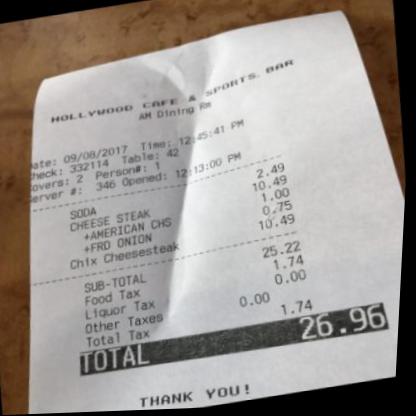 HOLLYWOOD CAFE & SPORTS BAR
AM Dining Rm
Date: 09/08/2017 Time: 12:45:41 PM
Check: 332114 Table: 42
Covers: 2 Person#: 1
Server #: 346 Opened: 12:13:00 PM
SODA 2.49
CHEESE STEAK 10.49
+AMERICAN CHS 1.00
+FRD ONION 0.75
Chix Cheesesteak 10.49
SUB-TOTAL 25.22
Food Tax 1.74
Liquor Tax 0.00
Other Taxes 0.00
Total Tax 1.74
TOTAL 26.96
THANK YOU!